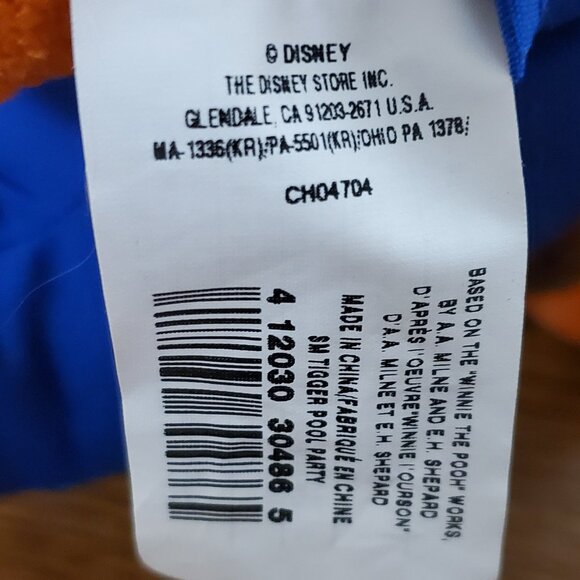 © DISNEY
THE DISNEY STORE INC.
GLENDALE, CA 91203-2671 U.S.A.
MA-1336(KR);PA-5501(KR);OHIO PA 1378;
CH04704
BASED ON THE "WINNIE THE POOH" WORKS,
BY A.A. MILNE AND E.H. SHEPARD
D'APRÉS L'OEUVRE"WINNIE L'OURSON"
D'A.A. MILNE ET E.H. SHEPARD
MADE IN CHINA/FABRIQUÉ EN CHINE
SM TIGGER POOL PARTY
4 12030 30486 5